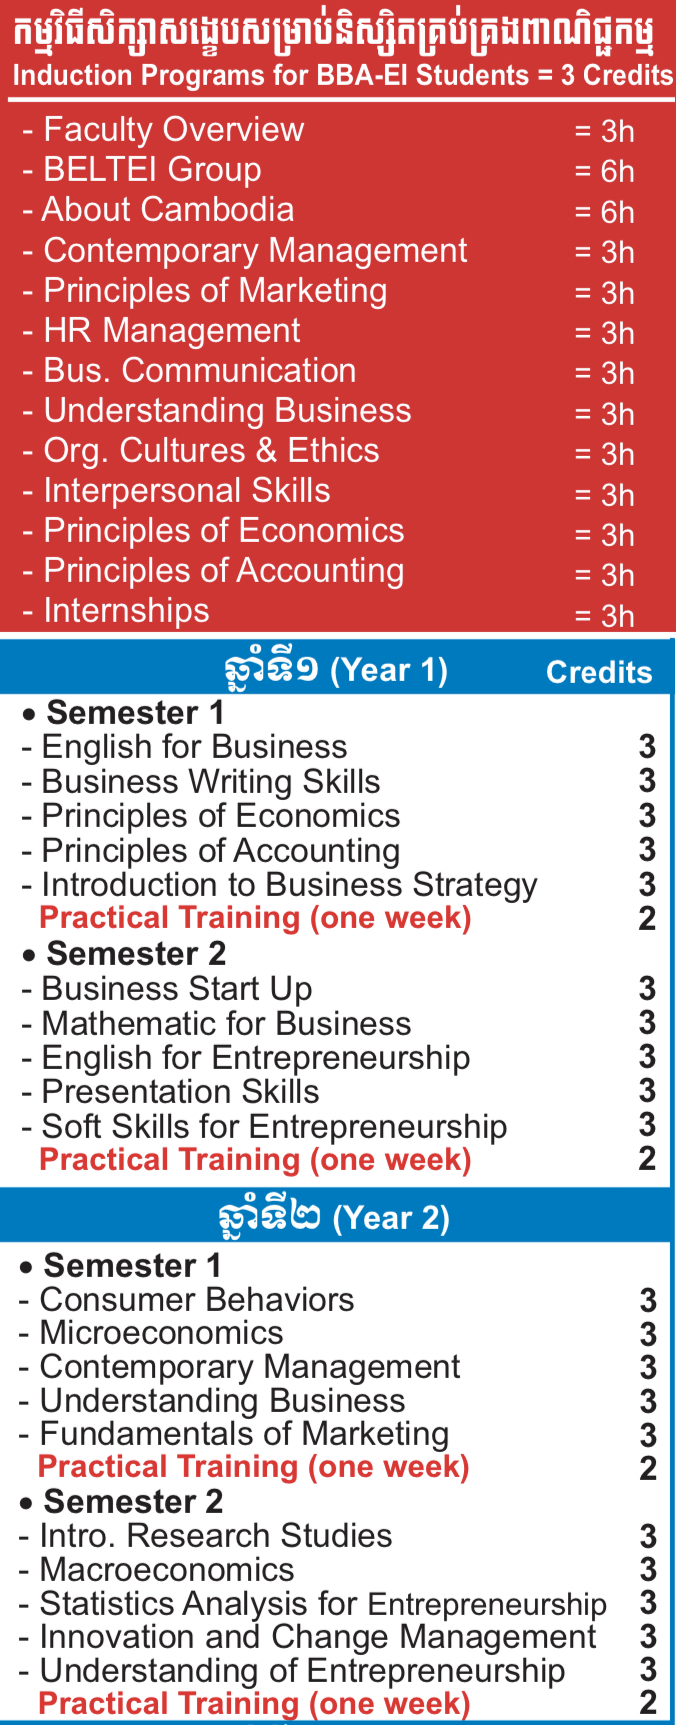 កម្មវិធីសិក្សាសង្ខេបសម្រាប់និស្សិតគ្រប់គ្រងពាណិជ្ជកម្ម
Induction Programs for BBA-EI Students = 3 Credits
- Faculty Overview = 3h
- BELTEI Group = 6h
- About Cambodia = 6h
- Contemporary Management = 3h
- Principles of Marketing = 3h
- HR Management = 3h
- Bus. Communication = 3h
- Understanding Business = 3h
- Org. Cultures & Ethics = 3h
- Interpersonal Skills = 3h
- Principles of Economics = 3h
- Principles of Accounting = 3h
- Internships = 3h
ឆ្នាំទី១ (Year 1) Credits
• Semester 1
- English for Business 3
- Business Writing Skills 3
- Principles of Economics 3
- Principles of Accounting 3
- Introduction to Business Strategy 3
Practical Training (one week) 2
• Semester 2
- Business Start Up 3
- Mathematic for Business 3
- English for Entrepreneurship 3
- Presentation Skills 3
- Soft Skills for Entrepreneurship 3
Practical Training (one week) 2
ឆ្នាំទី២ (Year 2)
• Semester 1
- Consumer Behaviors 3
- Microeconomics 3
- Contemporary Management 3
- Understanding Business 3
- Fundamentals of Marketing 3
Practical Training (one week) 2
• Semester 2
- Intro. Research Studies 3
- Macroeconomics 3
- Statistics Analysis for Entrepreneurship 3
- Innovation and Change Management 3
- Understanding of Entrepreneurship 3
Practical Training (one week) 2